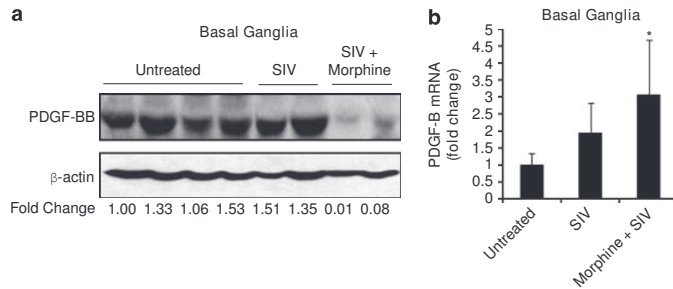 a
Basal Ganglia
Untreated
SIV
SIV +
Morphine
PDGF-BB
β-actin
Fold Change 1.00 1.33 1.06 1.53 1.51 1.35 0.01 0.08
b
Basal Ganglia
PDGF-B mRNA
(fold change)
5
4.5
4
3.5
3
2.5
2
1.5
1
0.5
0
*
Untreated
SIV
Morphine + SIV